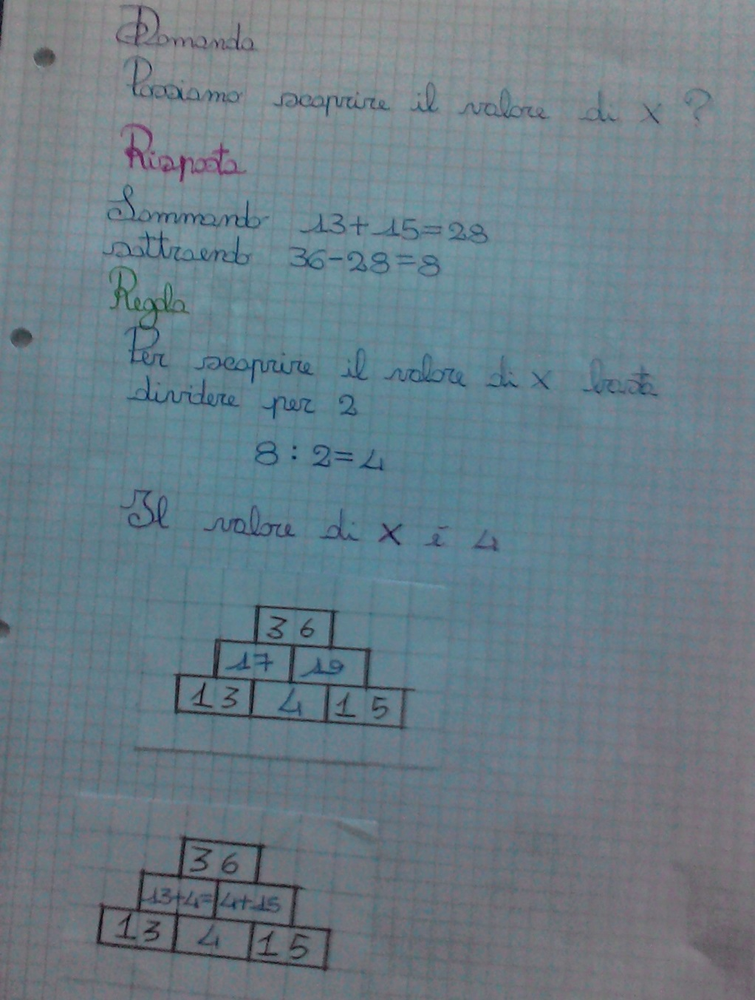 Domanda
Possiamo scoprire il valore di x ?
Risposta
Sommando 13+15=28
sottraendo 36-28=8
Regola
Per scoprire il valore di x basta
dividere per 2
8 : 2=4
Il valore di x è 4
36
17 19
13 4 15
36
13+4= 4+15
13 4 15